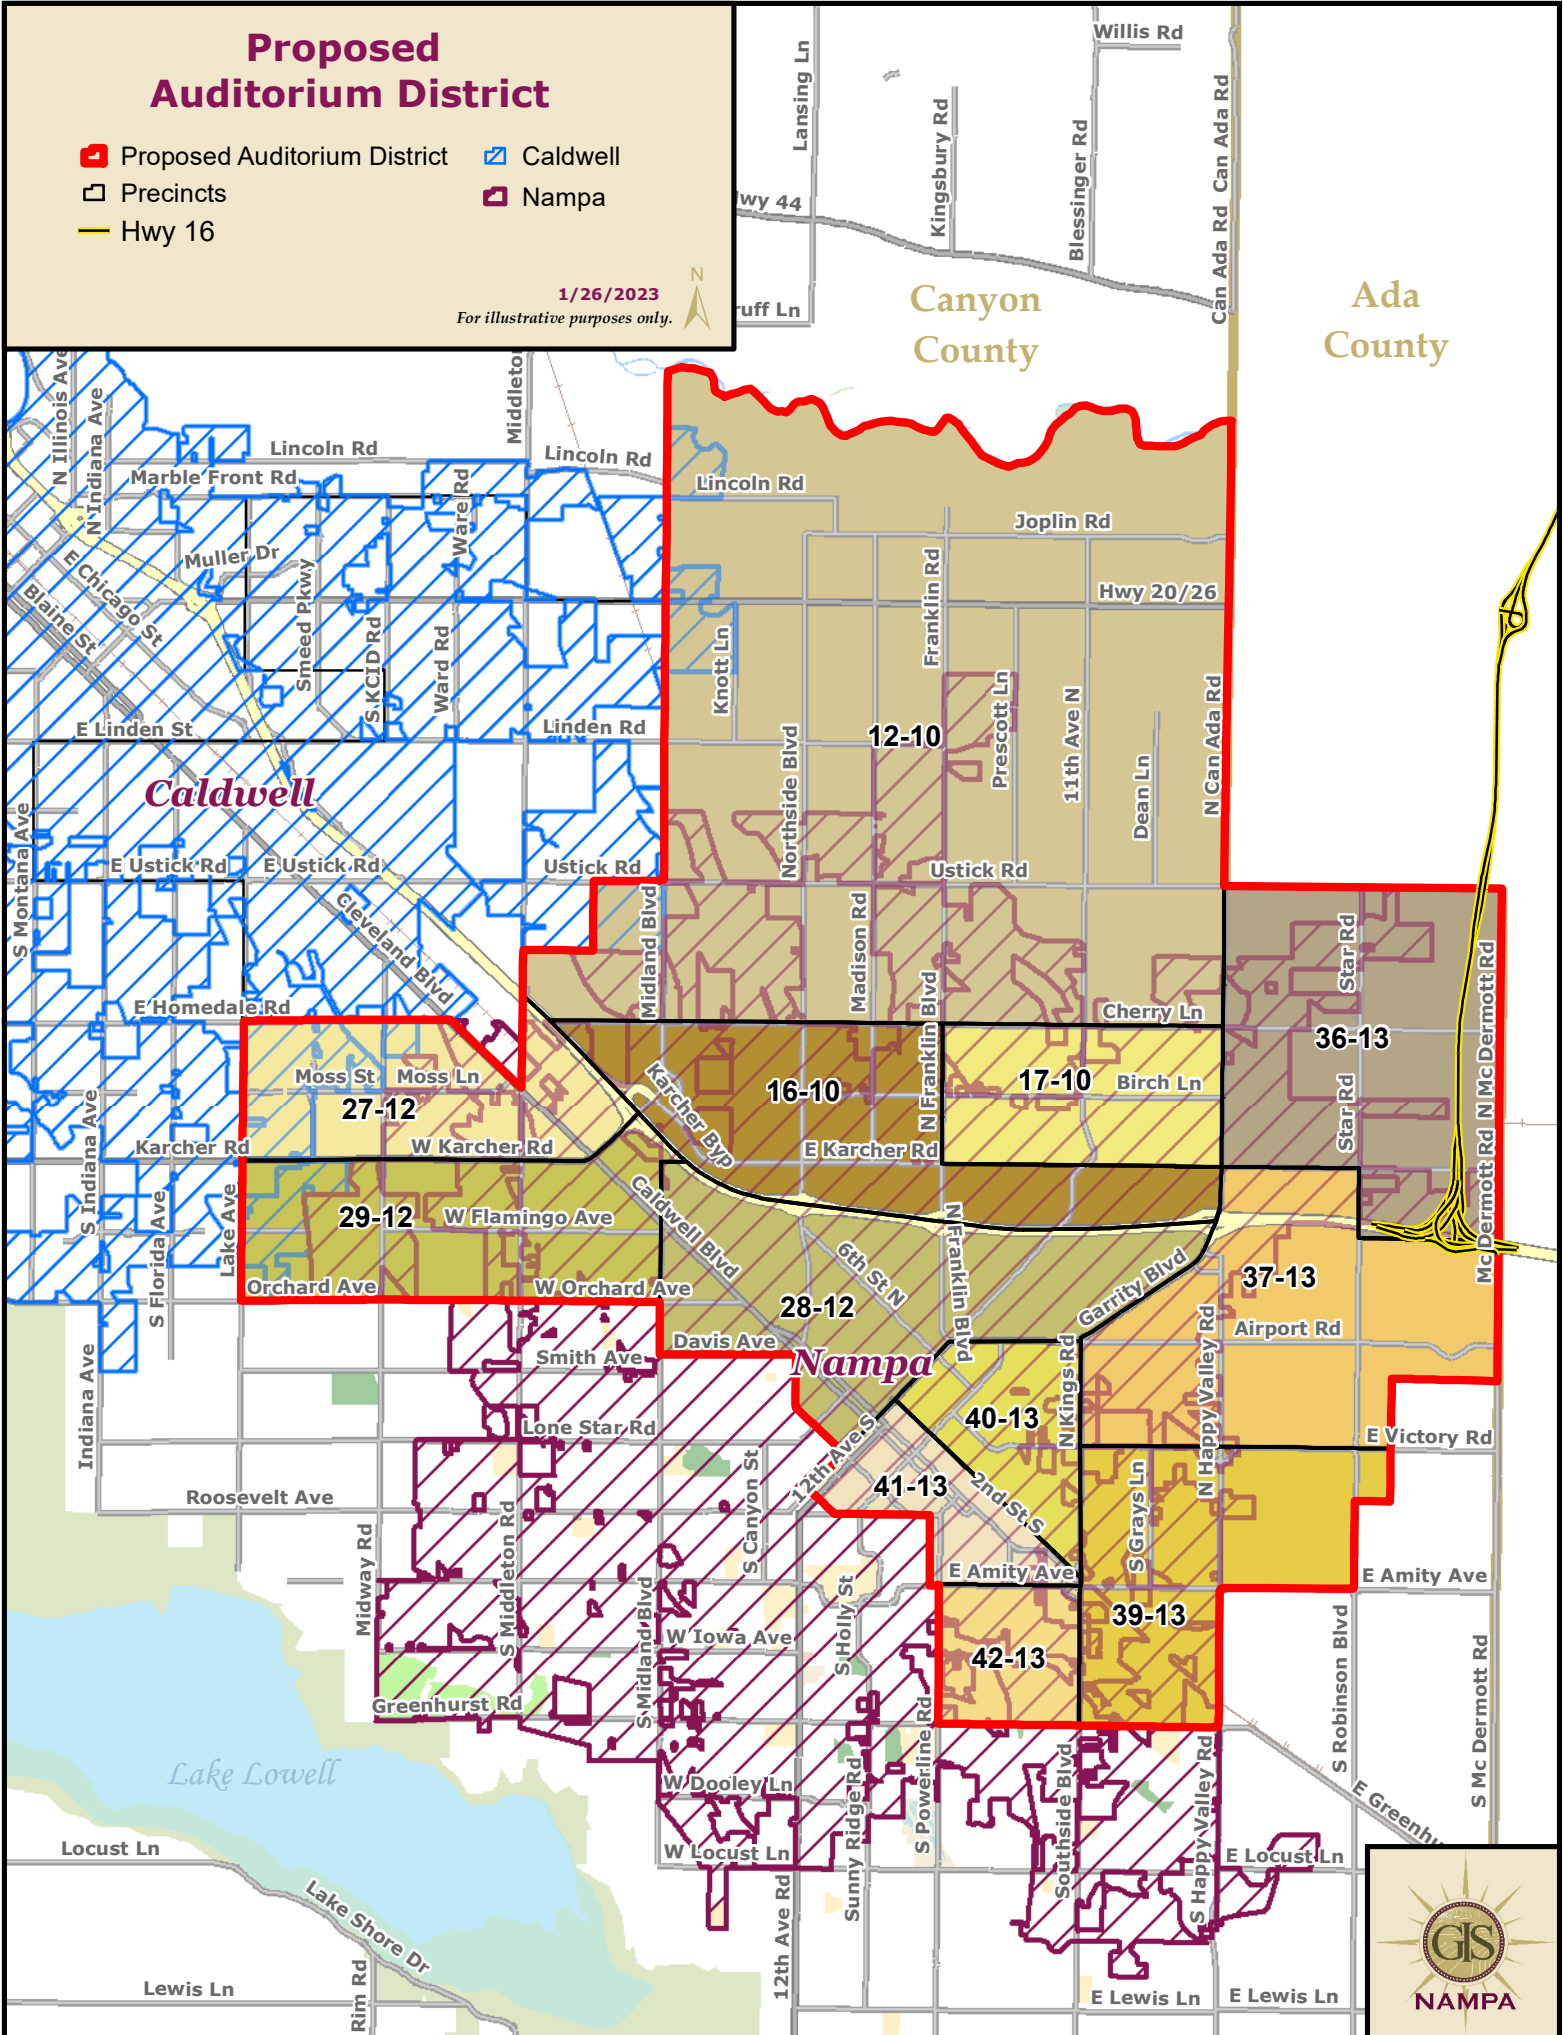 Proposed
Auditorium District
Proposed Auditorium District
Caldwell
Precincts
Nampa
Hwy 16
N
1/26/2023
For illustrative purposes only.
Willis Rd
Lansing Ln
Kingsbury Rd
Blessinger Rd
Can Ada Rd
Can Ada Rd
wy 44
uff Ln
Canyon
County
Ada
County
N Illinois Ave
N Indiana Ave
Middleto
Lincoln Rd
Lincoln Rd
Lincoln Rd
Marble Front Rd
Ware Rd
Joplin Rd
Muller Dr
E Chicago St
Blaine St
Smeed Pkwy
S KCID Rd
Ward Rd
Knott Ln
Franklin Rd
Hwy 20/26
E Linden St
Linden Rd
12-10
Northside Blvd
Prescott Ln
11th Ave N
Dean Ln
N Can Ada Rd
Caldwell
S Montana Ave
E Ustick Rd
E Ustick Rd
Ustick Rd
Ustick Rd
Cleveland Blvd
Midland Blvd
Madison Rd
N Franklin Blvd
Star Rd
N Mc Dermott Rd
E Homedale Rd
Cherry Ln
36-13
Moss St
Moss Ln
27-12
Karcher Byp
16-10
17-10
Birch Ln
N Franklin Blvd
Star Rd
S Indiana Ave
Karcher Rd
W Karcher Rd
E Karcher Rd
Mc Dermott Rd
S Florida Ave
Lake Ave
29-12
W Flamingo Ave
Caldwell Blvd
6th St N
N Franklin Blvd
Garrity Blvd
37-13
Orchard Ave
W Orchard Ave
28-12
Airport Rd
Davis Ave
Nampa
Smith Ave
N Kings Rd
N Happy Valley Rd
Indiana Ave
Lone Star Rd
40-13
E Victory Rd
12th Ave S
41-13
2nd St S
S Grays Ln
Roosevelt Ave
S Canyon St
Midway Rd
S Middleton Rd
E Amity Ave
E Amity Ave
S Midland Blvd
S Holly St
39-13
W Iowa Ave
42-13
Greenhurst Rd
S Powerline Rd
S Robinson Blvd
S Mc Dermott Rd
Lake Lowell
W Dooley Ln
Sunny Ridge Rd
Southside Blvd
S Happy Valley Rd
E Greenhu
Locust Ln
W Locust Ln
E Locust Ln
Lake Shore Dr
12th Ave Rd
Lewis Ln
Rim Rd
E Lewis Ln
E Lewis Ln
GIS
NAMPA